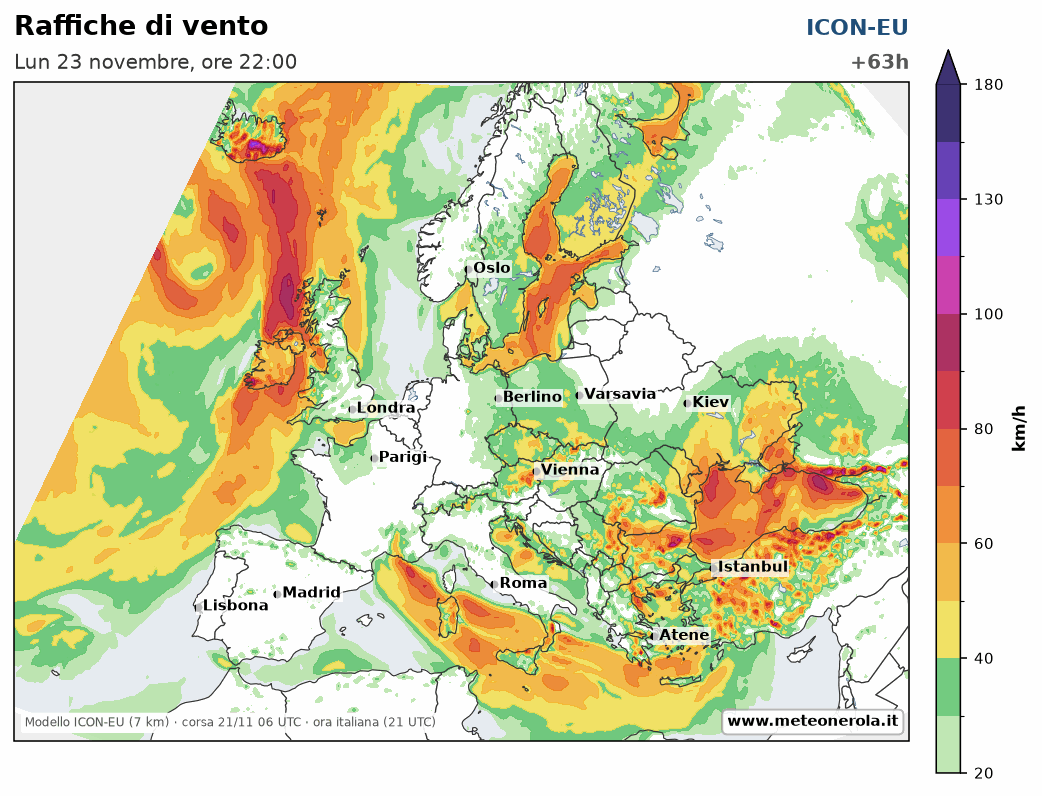 Raffiche di vento
ICON-EU
Lun 23 novembre, ore 22:00
+63h
180
130
100
80
60
40
20
km/h
Oslo
Londra
Berlino
Varsavia
Kiev
Parigi
Vienna
Istanbul
Roma
Madrid
Lisbona
Atene
Modello ICON-EU (7 km) · corsa 21/11 06 UTC · ora italiana (21 UTC)
www.meteonerola.it